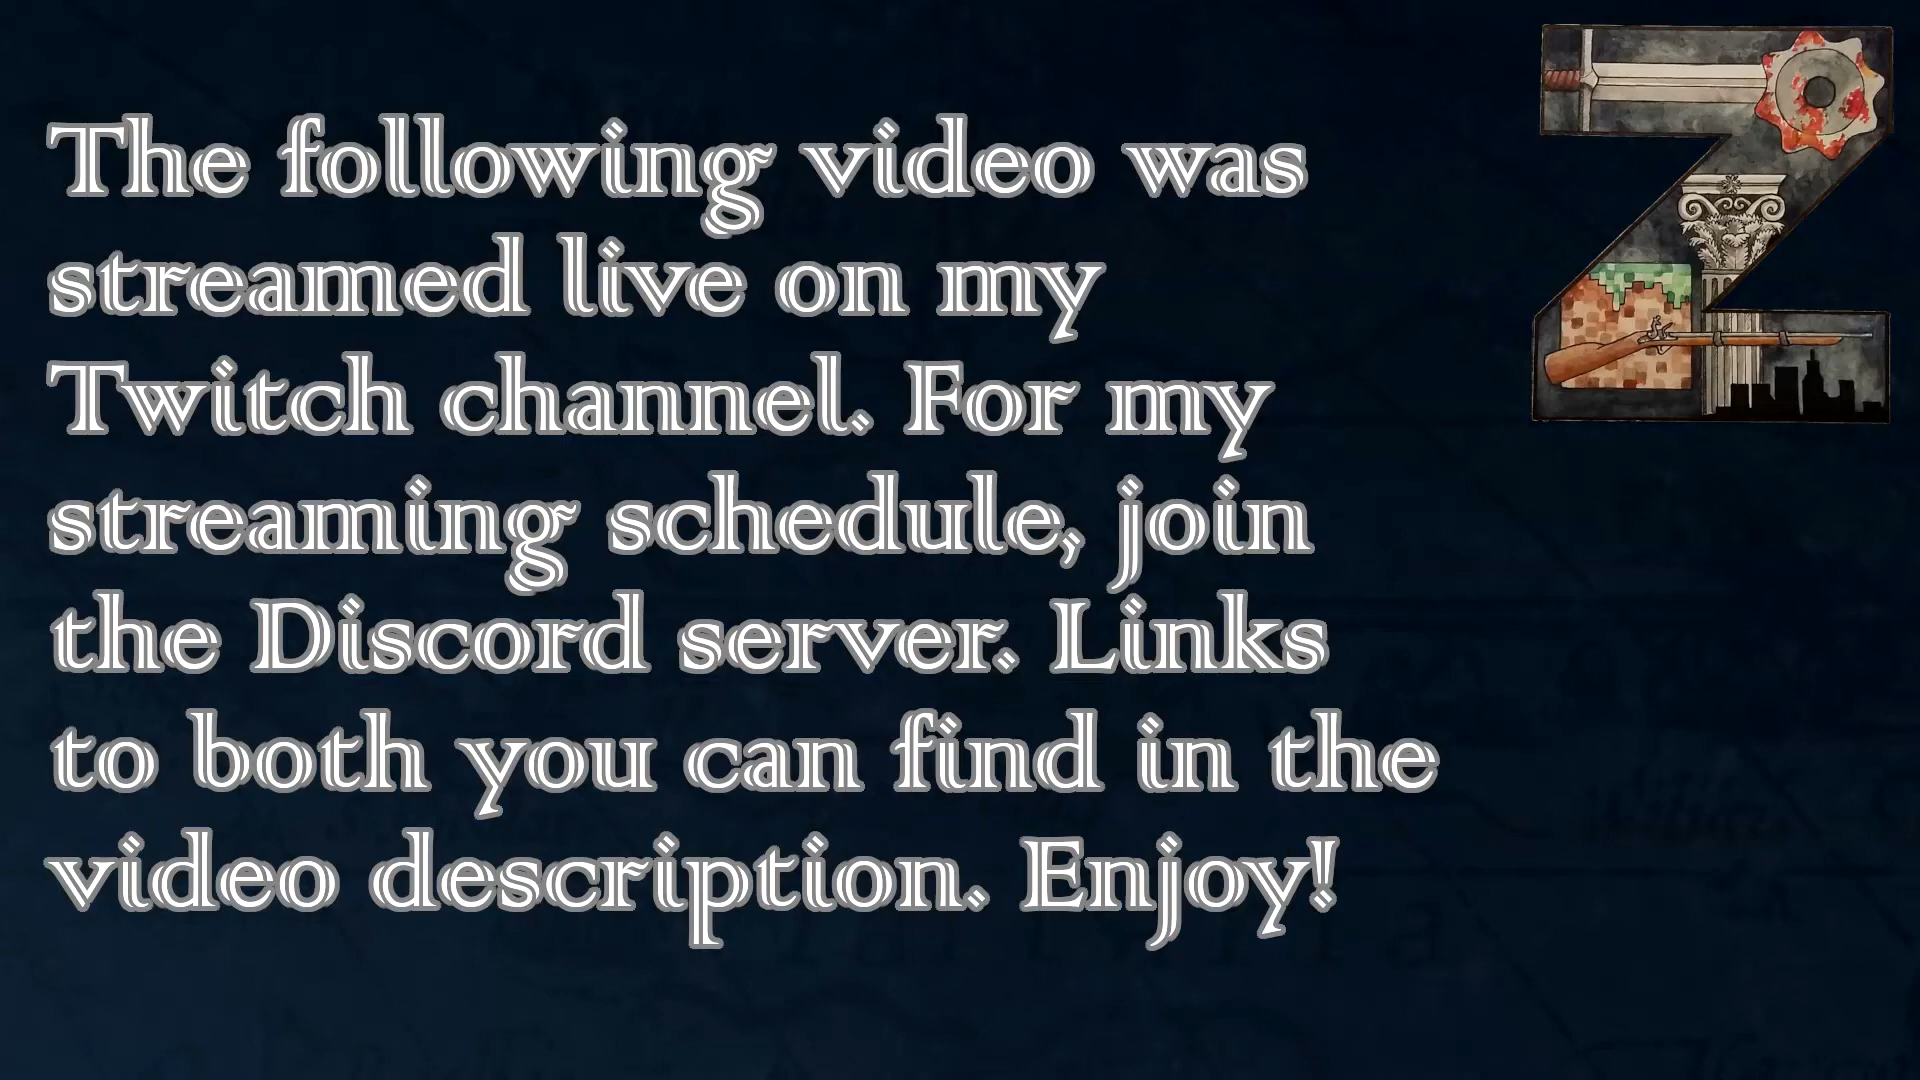 The following video was
streamed live on my
Twitch channel. For my
streaming schedule, join
the Discord server. Links
to both you can find in the
video description. Enjoy!